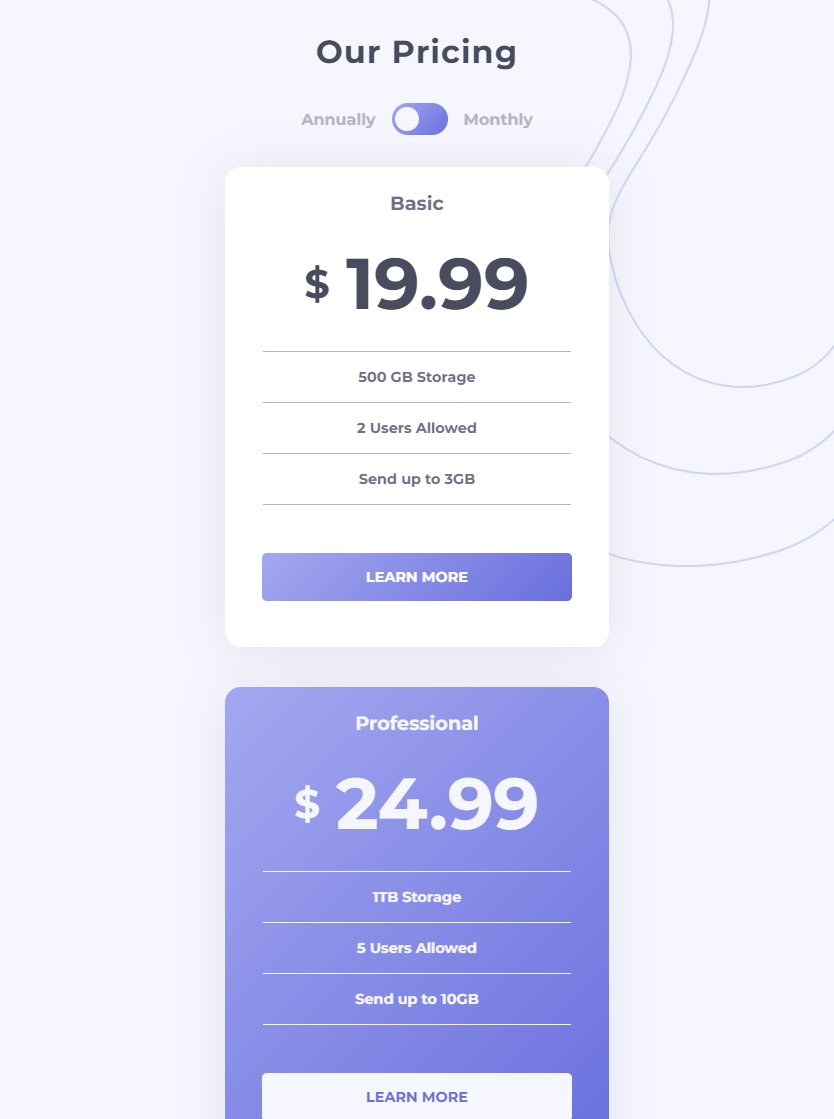 Our Pricing
Annually Monthly
Basic
$ 19.99
500 GB Storage
2 Users Allowed
Send up to 3GB
LEARN MORE
Professional
$ 24.99
1TB Storage
5 Users Allowed
Send up to 10GB
LEARN MORE